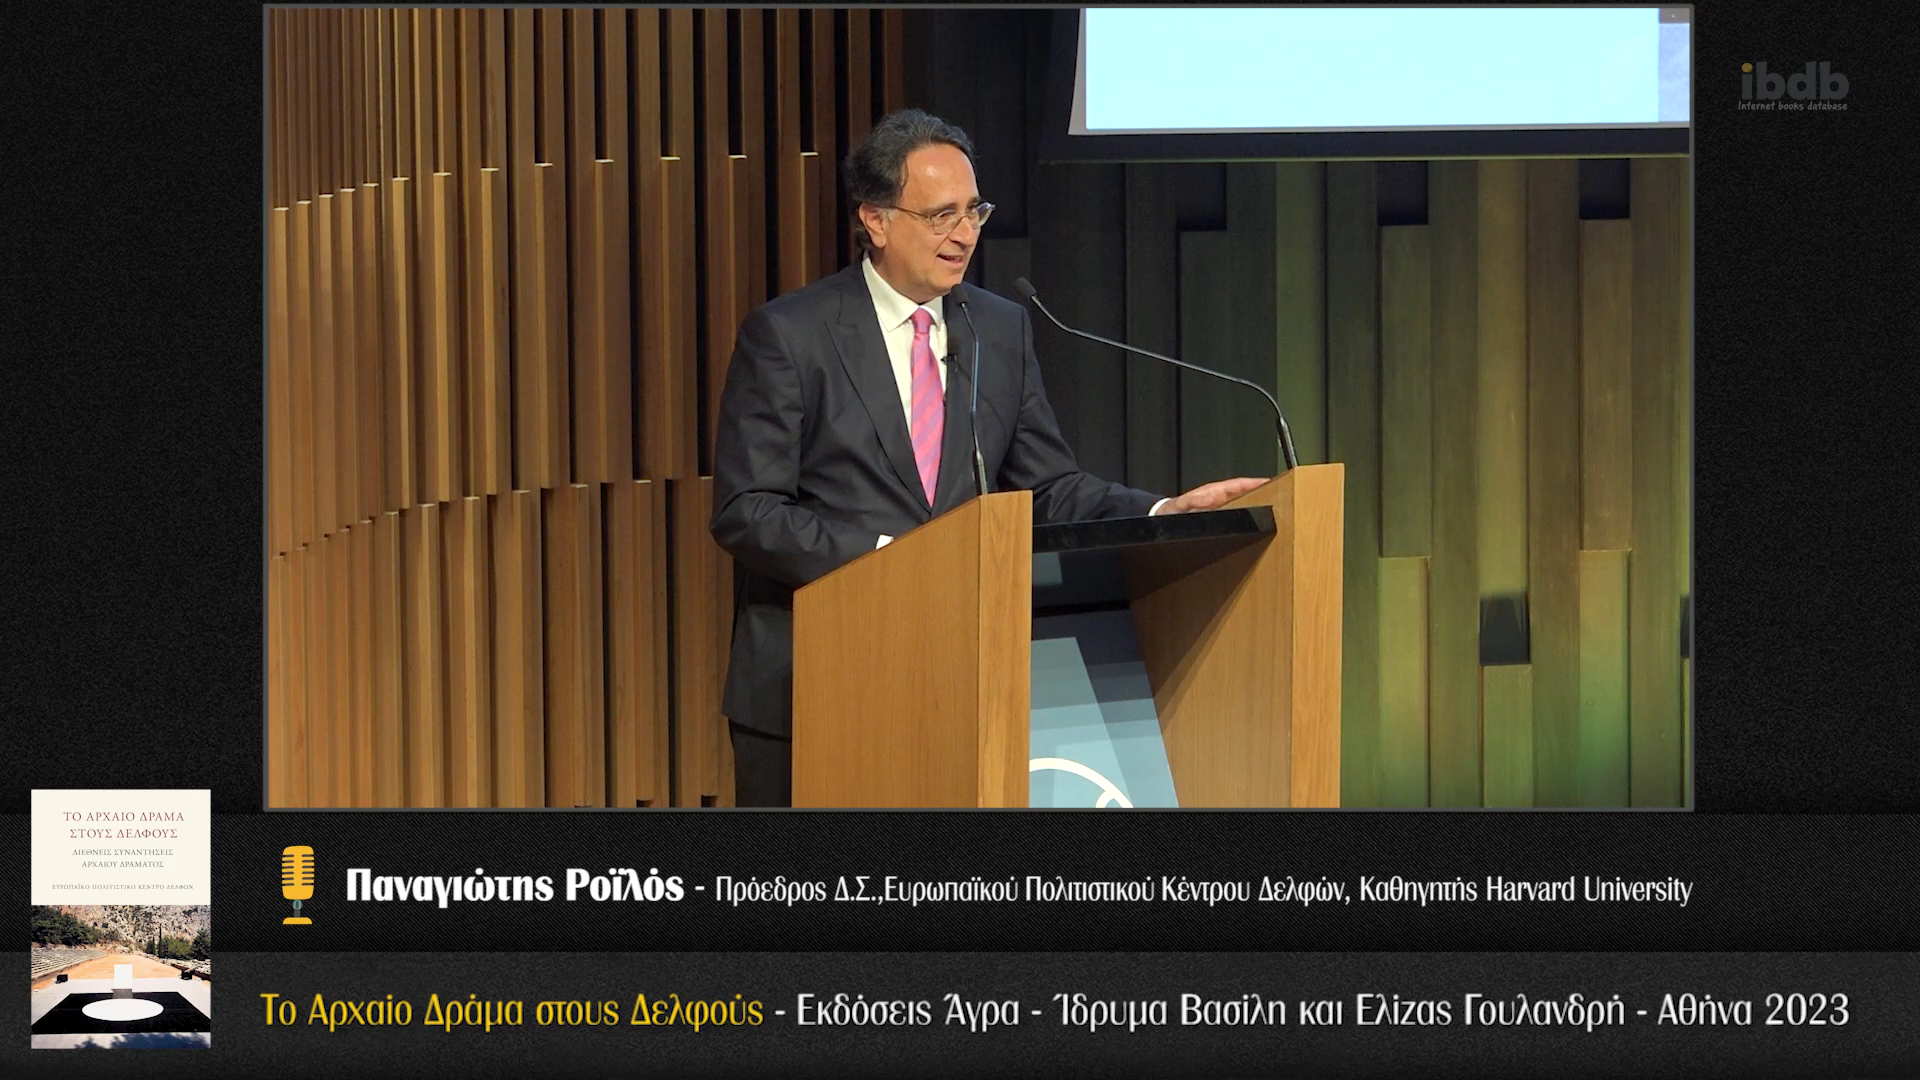 ibdb
Internet books database
ΤΟ ΑΡΧΑΙΟ ΔΡΑΜΑ
ΣΤΟΥΣ ΔΕΛΦΟΥΣ
ΔΙΕΘΝΕΙΣ ΣΥΝΑΝΤΗΣΕΙΣ
ΑΡΧΑΙΟΥ ΔΡΑΜΑΤΟΣ
ΕΥΡΩΠΑΪΚΟ ΠΟΛΙΤΙΣΤΙΚΟ ΚΕΝΤΡΟ ΔΕΛΦΩΝ
Παναγιώτης Ροϊλός - Πρόεδρος Δ.Σ.,Ευρωπαϊκού Πολιτιστικού Κέντρου Δελφών, Καθηγητής Harvard University
Το Αρχαίο Δράμα στους Δελφούς - Εκδόσεις Άγρα - Ίδρυμα Βασίλη και Ελίζας Γουλανδρή - Αθήνα 2023